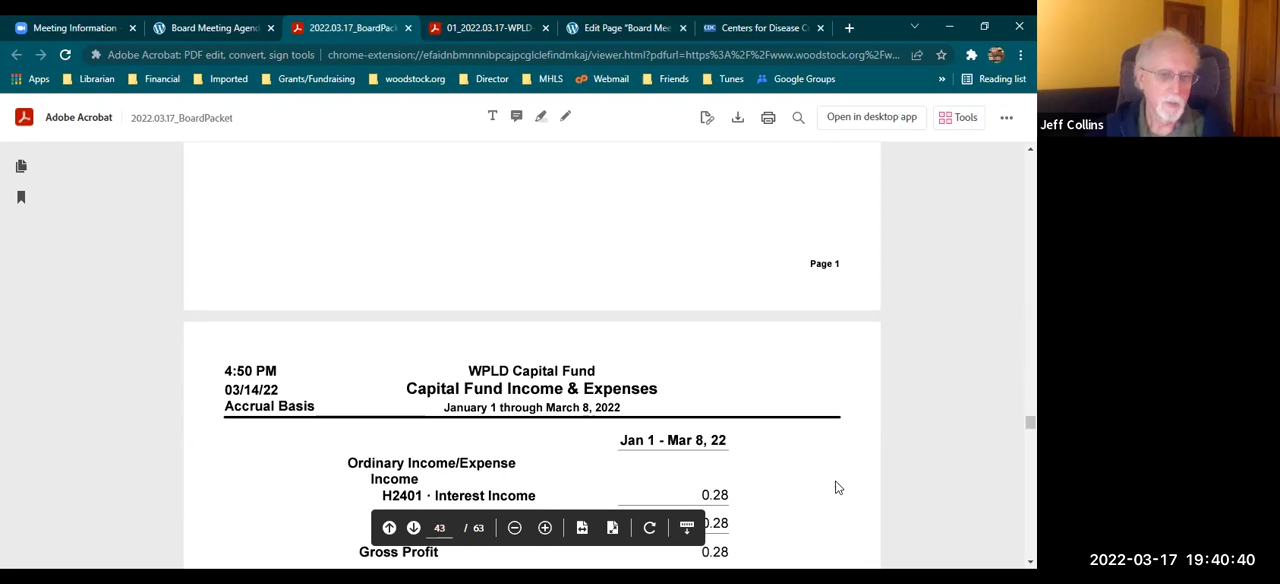 Meeting Information -
Board Meeting Agend
2022.03.17_BoardPack
01_2022.03.17-WPLD-
Edit Page "Board Mee
Centers for Disease C
Adobe Acrobat: PDF edit, convert, sign tools
chrome-extension://efaidnbmnnnibpcajpcglclefindmkaj/viewer.html?pdfurl=https%3A%2F%2Fwww.woodstock.org%2Fw...
Apps
Librarian
Financial
Imported
Grants/Fundraising
woodstock.org
Director
MHLS
Webmail
Friends
Tunes
Google Groups
»
Reading list
Adobe Acrobat
2022.03.17_BoardPacket
Open in desktop app
Tools
Jeff Collins
Page 1
4:50 PM
WPLD Capital Fund
03/14/22
Capital Fund Income & Expenses
Accrual Basis
January 1 through March 8, 2022
Jan 1 - Mar 8, 22
Ordinary Income/Expense
Income
H2401 · Interest Income
0.28
43 / 63
0.28
Gross Profit
0.28
2022-03-17 19:40:40